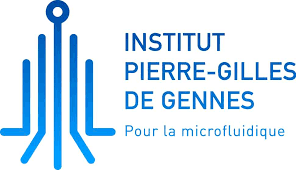 INSTITUT
PIERRE-GILLES
DE GENNES
Pour la microfluidique